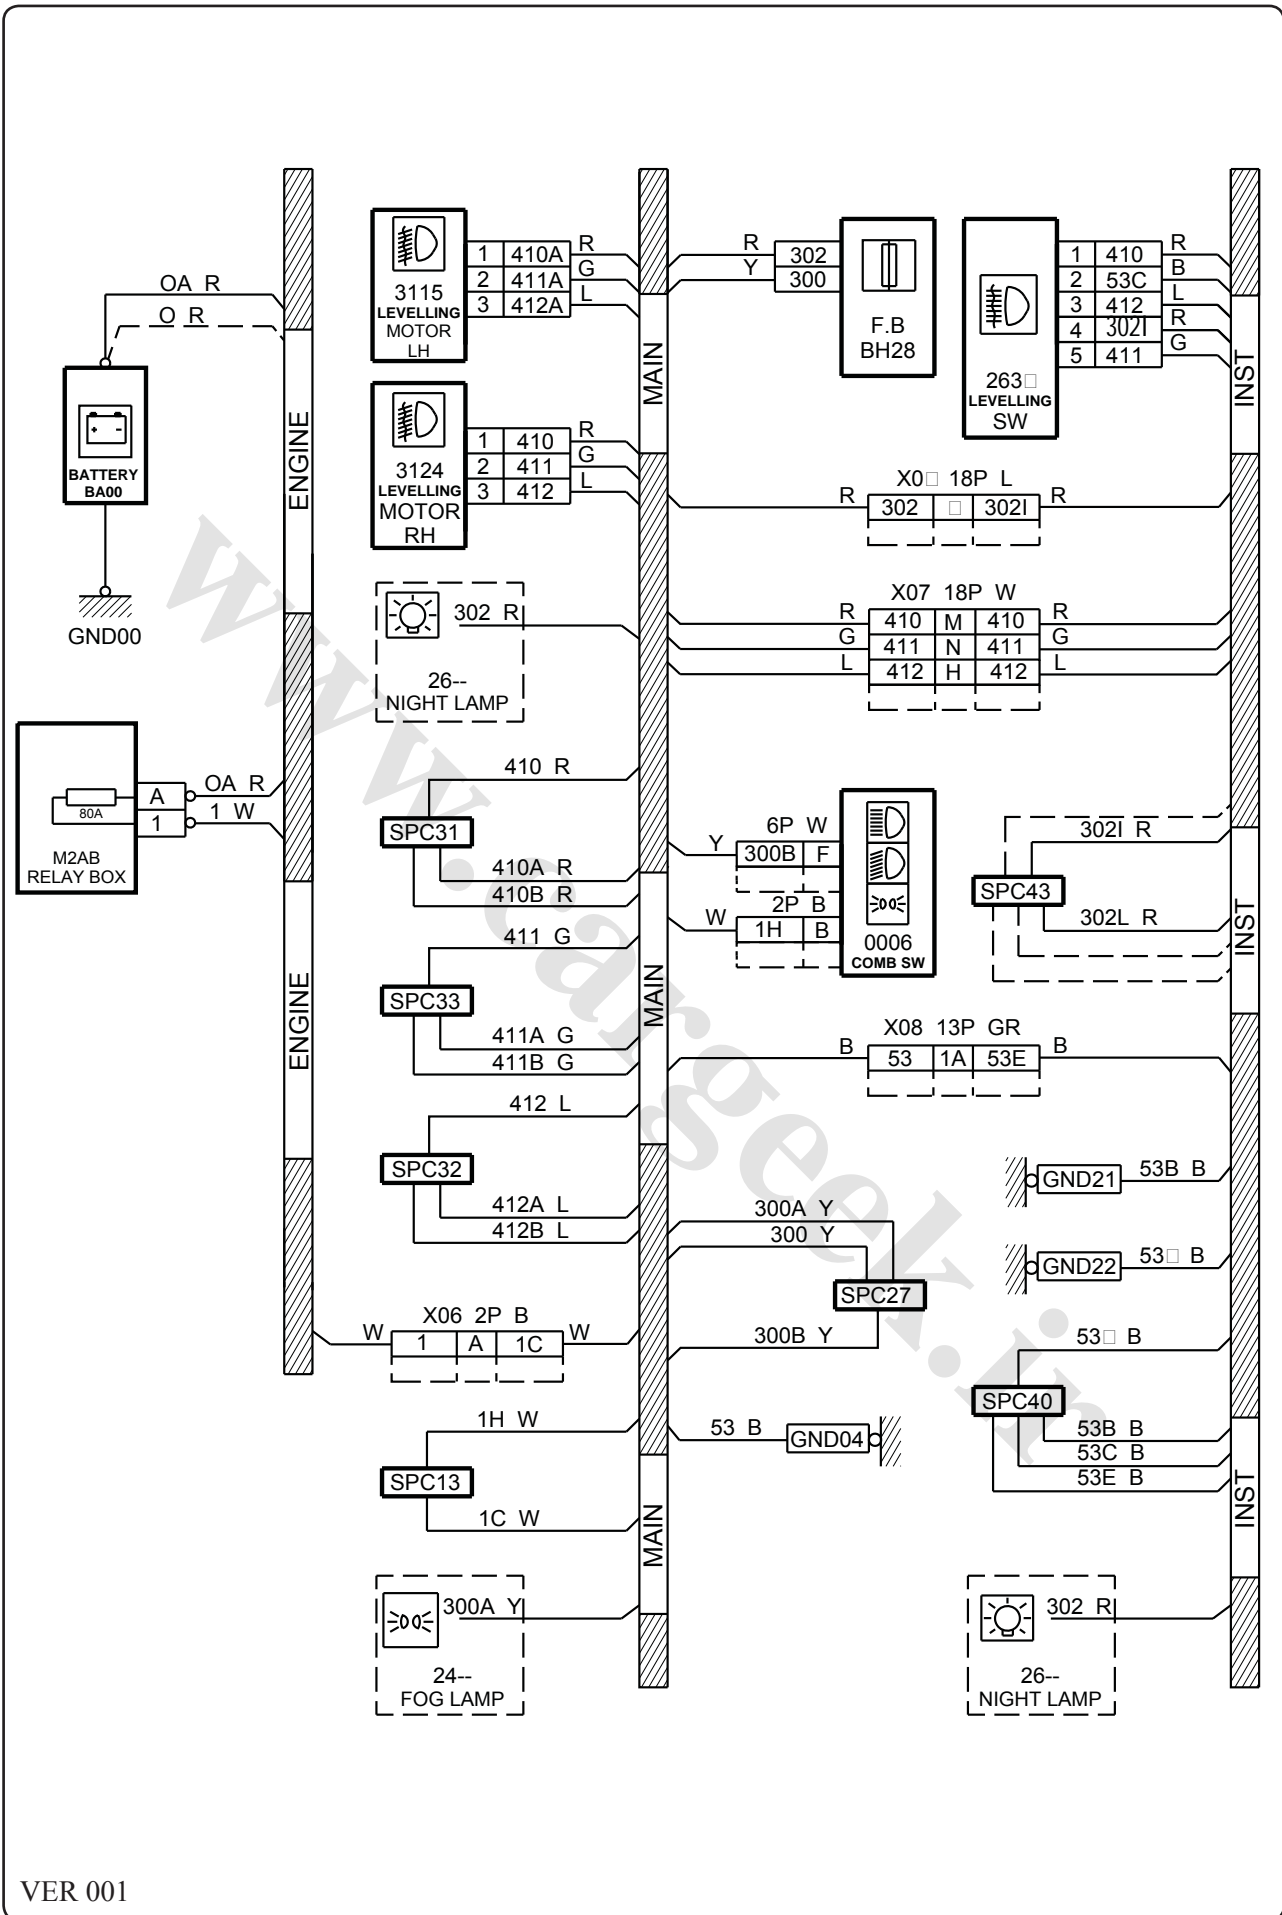 OA R
O R
BATTERY
BA00
GND00
ENGINE
M2AB
RELAY BOX
80A
A
1
OA R
1 W
ENGINE
3115
LEVELLING
MOTOR
LH
1 410A R
2 411A G
3 412A L
3124
LEVELLING
MOTOR
RH
1 410 R
2 411 G
3 412 L
302 R
26--
NIGHT LAMP
410 R
SPC31
410A R
410B R
411 G
SPC33
411A G
411B G
412 L
SPC32
412A L
412B L
X06 2P B
W 1 A 1C W
1H W
SPC13
1C W
300A Y
24--
FOG LAMP
MAIN
MAIN
MAIN
R 302
Y 300
F.B
BH28
263□
LEVELLING
SW
1 410 R
2 53C B
3 412 L
4 302I R
5 411 G
INST
X0□ 18P L
R 302 □ 302I R
X07 18P W
R 410 M 410 R
G 411 N 411 G
L 412 H 412 L
6P W
Y 300B F
2P B
W 1H B
0006
COMB SW
302I R
SPC43
302L R
INST
X08 13P GR
B 53 1A 53E B
GND21 53B B
GND22 53□ B
300A Y
300 Y
SPC27
300B Y
53 B GND04
53□ B
SPC40
53B B
53C B
53E B
INST
302 R
26--
NIGHT LAMP
www.cargeek.in
VER 001